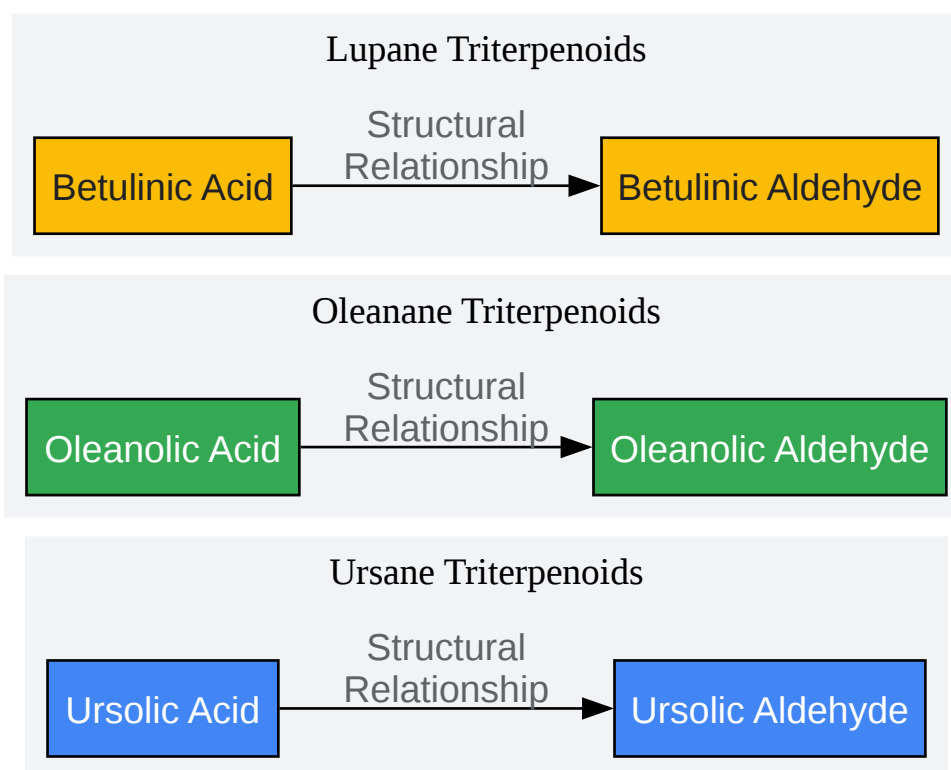 Lupane Triterpenoids
Structural
Relationship
Betulinic Acid
Betulinic Aldehyde
Oleanane Triterpenoids
Structural
Relationship
Oleanolic Acid
Oleanolic Aldehyde
Ursane Triterpenoids
Structural
Relationship
Ursolic Acid
Ursolic Aldehyde